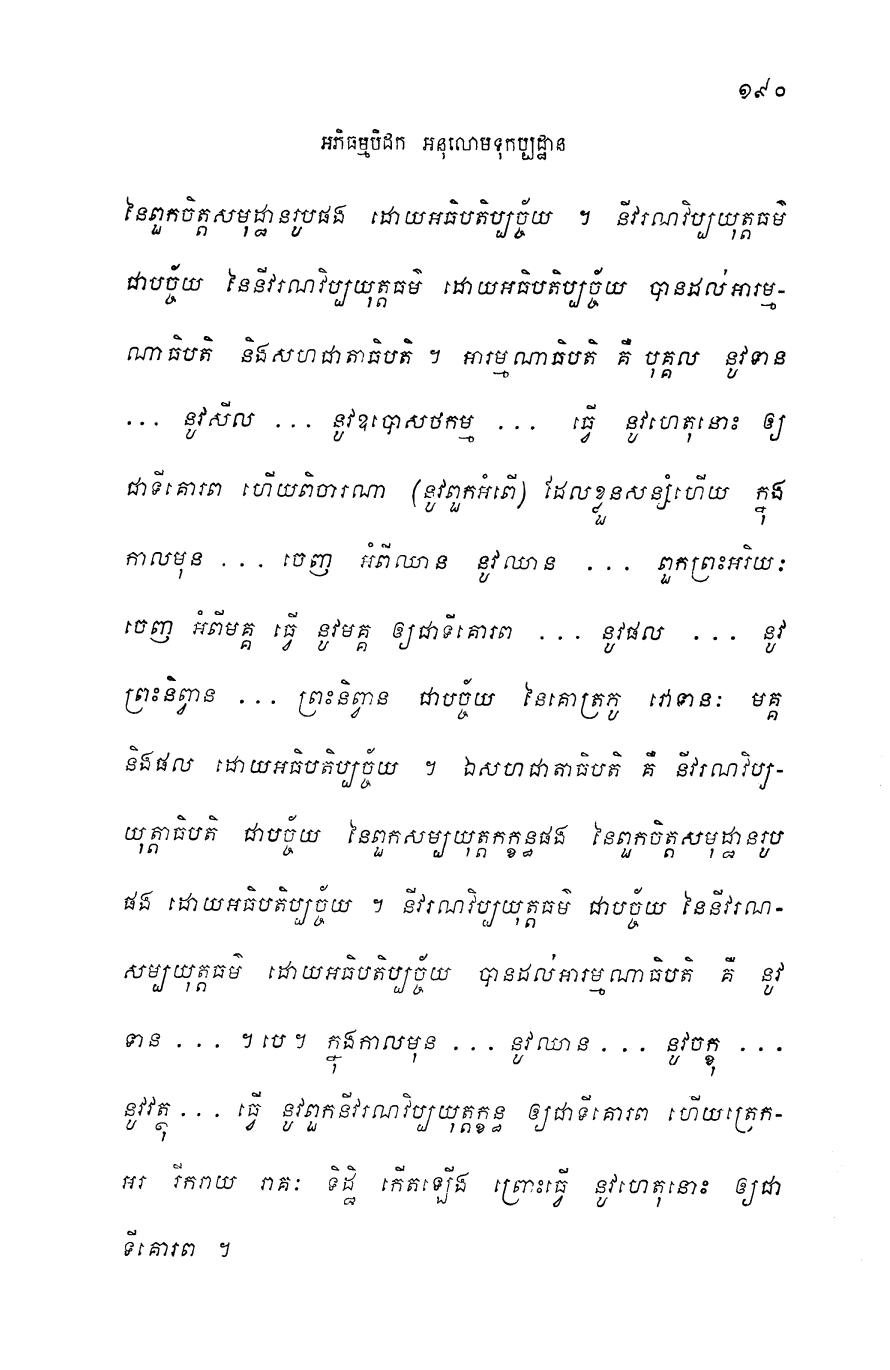 ១៩០
អភិធម្មបិដក អនុលោមទុកប្បដ្ឋាន
នៃពួកចិត្តសមុដ្ឋានរូបផង ដោយអធិបតិប្បច្ច័យ ។ នីវរណវិប្បយុត្តធម៌
ជាបច្ច័យ នៃនីវរណវិប្បយុត្តធម៌ ដោយអធិបតិប្បច្ច័យ បានដល់អារម្ម-
ណាធិបតិ និងសហជាតាធិបតិ ។ អារម្មណាធិបតិ គឺ បុគ្គល នូវទាន
... នូវសីល ... នូវឧបោសថកម្ម ... ធ្វើ នូវហេតុនោះ ឲ្យ
ជាទីគោរព ហើយពិចារណា (នូវពួកអំពើ) ដែលខ្លួនសន្សំហើយ ក្នុង
កាលមុន ... ចេញ អំពីឈាន នូវឈាន ... ពួកព្រះអរិយៈ
ចេញ អំពីមគ្គ ធ្វើ នូវមគ្គ ឲ្យជាទីគោរព ... នូវផល ... នូវ
ព្រះនិព្វាន ... ព្រះនិព្វាន ជាបច្ច័យ នៃគោត្រភូ វោទានៈ មគ្គ
និងផល ដោយអធិបតិប្បច្ច័យ ។ ឯសហជាតាធិបតិ គឺ នីវរណវិប្ប-
យុត្តាធិបតិ ជាបច្ច័យ នៃពួកសម្បយុត្តកក្ខន្ធផង នៃពួកចិត្តសមុដ្ឋានរូប
ផង ដោយអធិបតិប្បច្ច័យ ។ នីវរណវិប្បយុត្តធម៌ ជាបច្ច័យ នៃនីវរណ-
សម្បយុត្តធម៌ ដោយអធិបតិប្បច្ច័យ បានដល់អារម្មណាធិបតិ គឺ នូវ
ទាន ... ។ បេ ។ ក្នុងកាលមុន ... នូវឈាន ... នូវចក្ខុ ...
នូវវត្ថុ ... ធ្វើ នូវពួកនីវរណវិប្បយុត្តក្ខន្ធ ឲ្យជាទីគោរព ហើយត្រេក-
អរ រីករាយ រាគៈ ទិដ្ឋិ កើតឡើង ព្រោះធ្វើ នូវហេតុនោះ ឲ្យជា
ទីគោរព ។